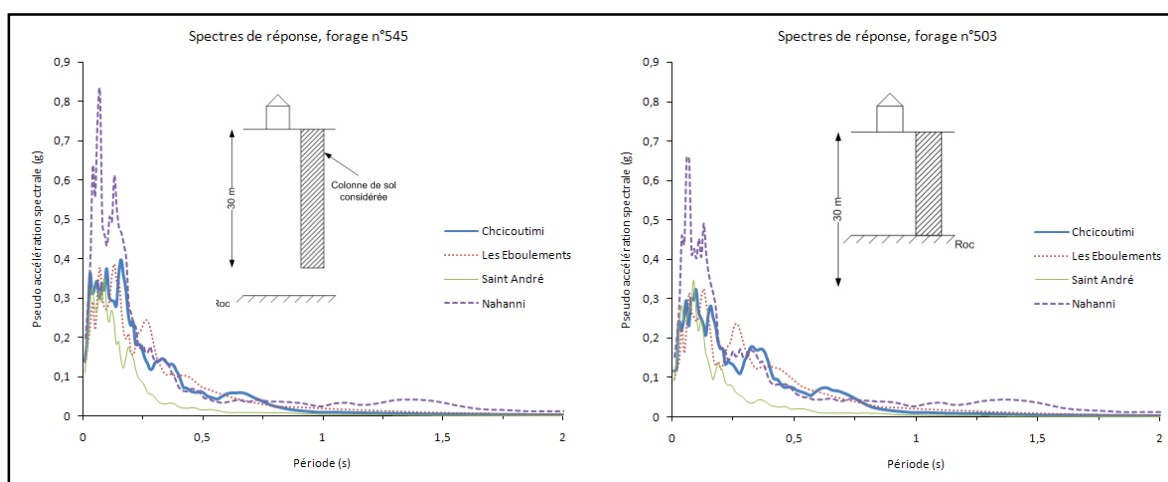 Spectres de réponse, forage n°545
Pseudo accélération spectrale (g)
0,9
0,8
0,7
0,6
0,5
0,4
0,3
0,2
0,1
0
0
0,5
1
1,5
2
Période (s)
30 m
Colonne de sol
considérée
Roc
Chcicoutimi
Les Eboulements
Saint André
Nahanni
Spectres de réponse, forage n°503
Pseudo accélération spectrale (g)
0,9
0,8
0,7
0,6
0,5
0,4
0,3
0,2
0,1
0
0
0,5
1
1,5
2
Période (s)
30 m
Roc
Chcicoutimi
Les Eboulements
Saint André
Nahanni